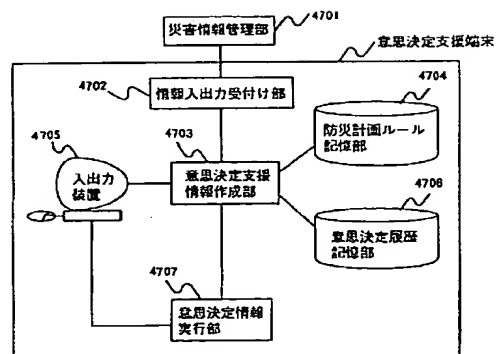 4701
災害情報管理部
意思決定支援端末
4702
情報入出力受付け部
4704
防災計画ルール
記憶部
4705
4703
入出力
装置
意思決定支援
情報作成部
4706
意思決定履歴
記憶部
4707
意思決定情報
実行部